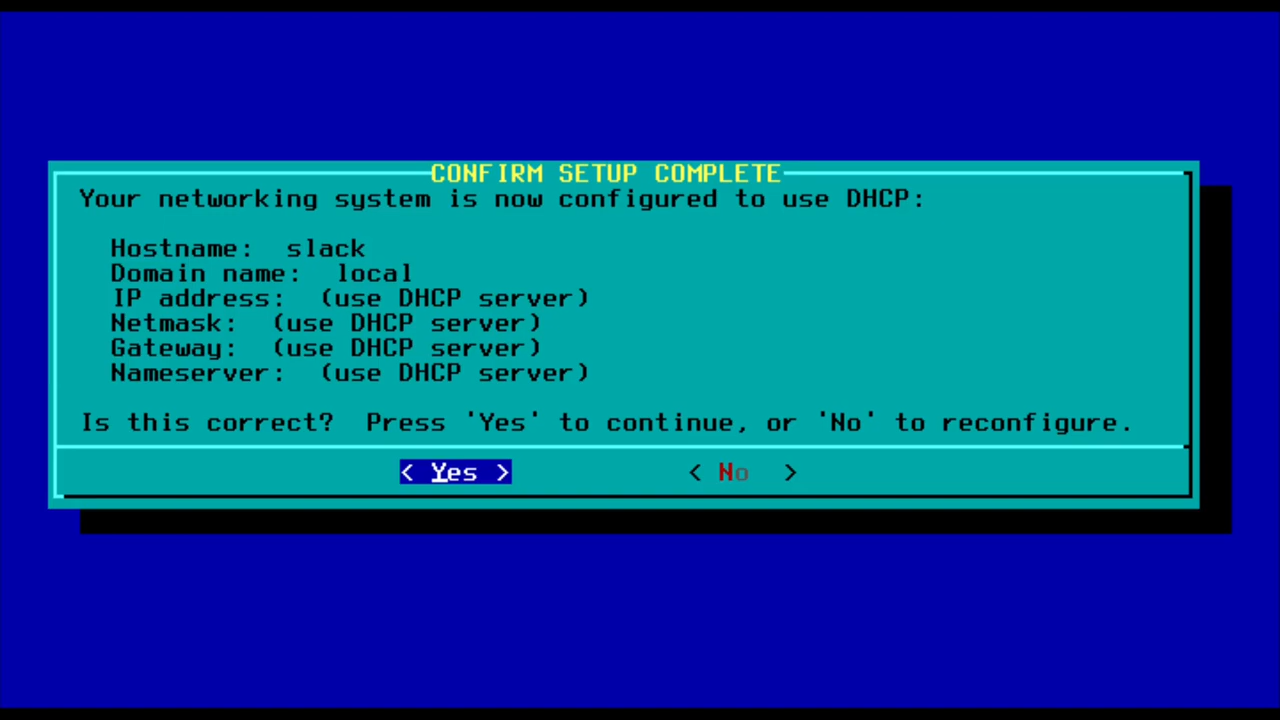 CONFIRM SETUP COMPLETE
Your networking system is now configured to use DHCP:
Hostname:  slack
Domain name:  local
IP address:  (use DHCP server)
Netmask:  (use DHCP server)
Gateway:  (use DHCP server)
Nameserver:  (use DHCP server)
Is this correct?  Press 'Yes' to continue, or 'No' to reconfigure.
< Yes >  < No  >